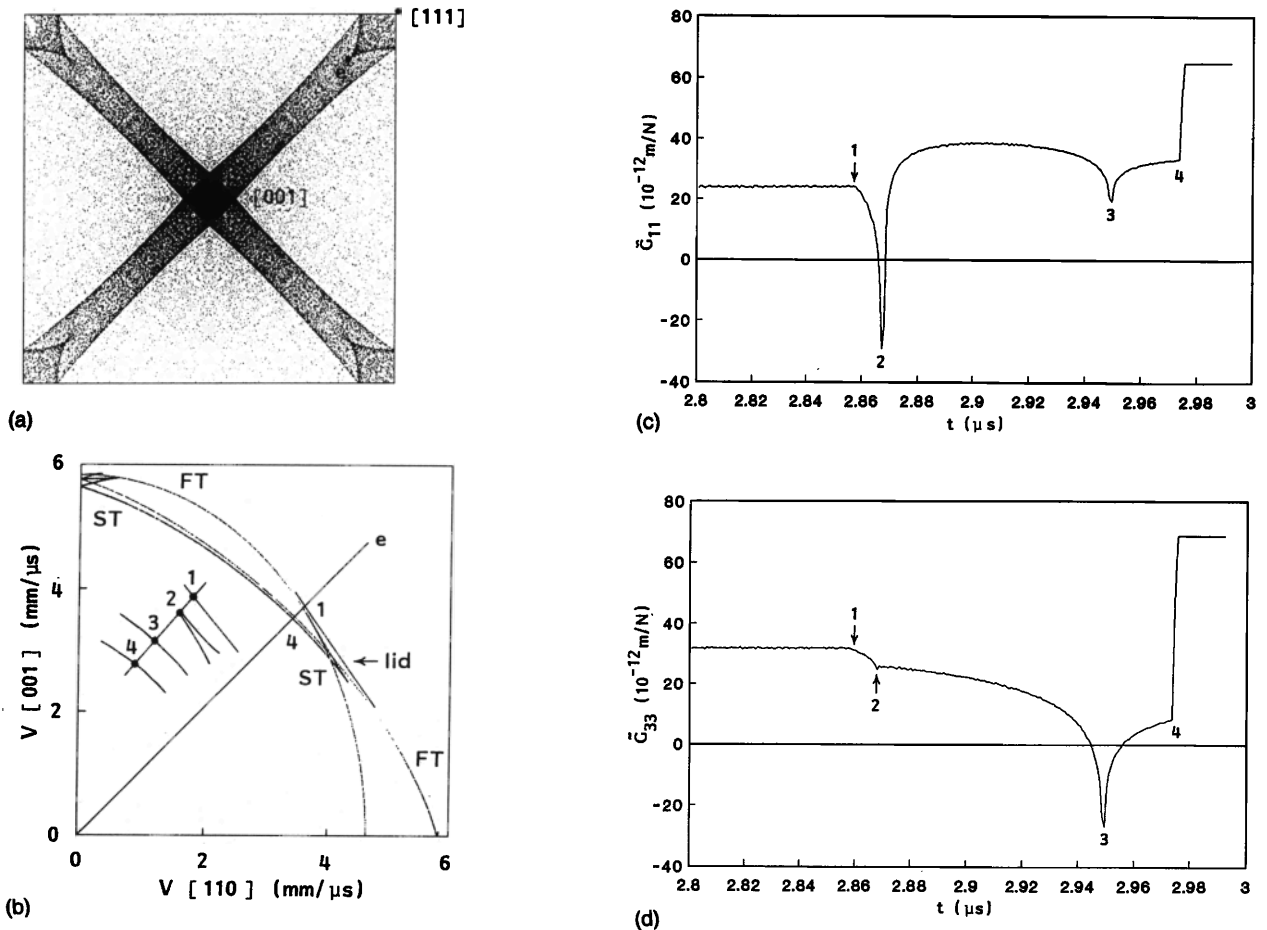 [111]
e
[001]
(a)
6
4
2
0
V [001] (mm/µs)
FT
ST
e
1
2
3
4
1
4
ST
lid
FT
0 2 4 6
V [110] (mm/µs)
(b)
80
60
40
20
0
-20
-40
G̃₁₁ (10⁻¹²m/N)
1
2
3
4
2.8 2.82 2.84 2.86 2.88 2.9 2.92 2.94 2.96 2.98 3
t (µs)
(c)
80
60
40
20
0
-20
-40
G̃₃₃ (10⁻¹²m/N)
1
2
3
4
2.8 2.82 2.84 2.86 2.88 2.9 2.92 2.94 2.96 2.98 3
t (µs)
(d)